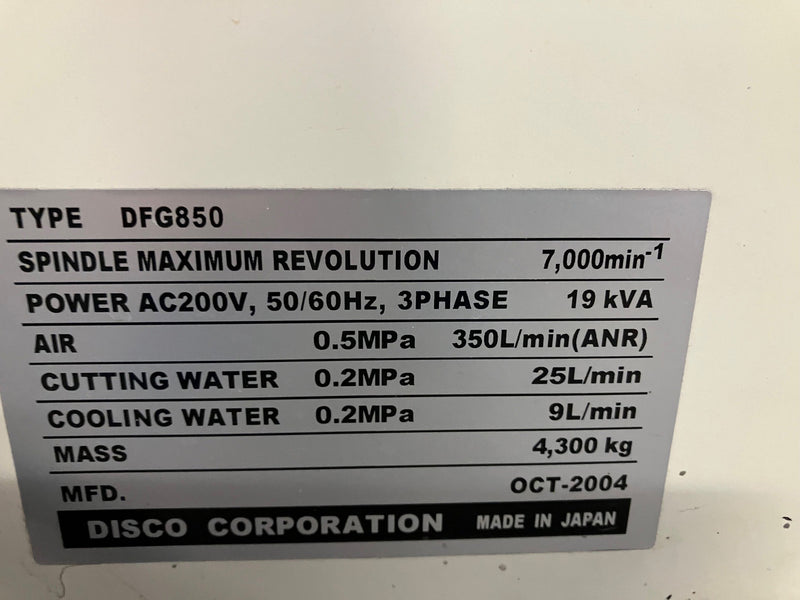 TYPE DFG850
SPINDLE MAXIMUM REVOLUTION 7,000min⁻¹
POWER AC200V, 50/60Hz, 3PHASE 19 kVA
AIR 0.5MPa 350L/min(ANR)
CUTTING WATER 0.2MPa 25L/min
COOLING WATER 0.2MPa 9L/min
MASS 4,300 kg
MFD. OCT-2004
DISCO CORPORATION MADE IN JAPAN